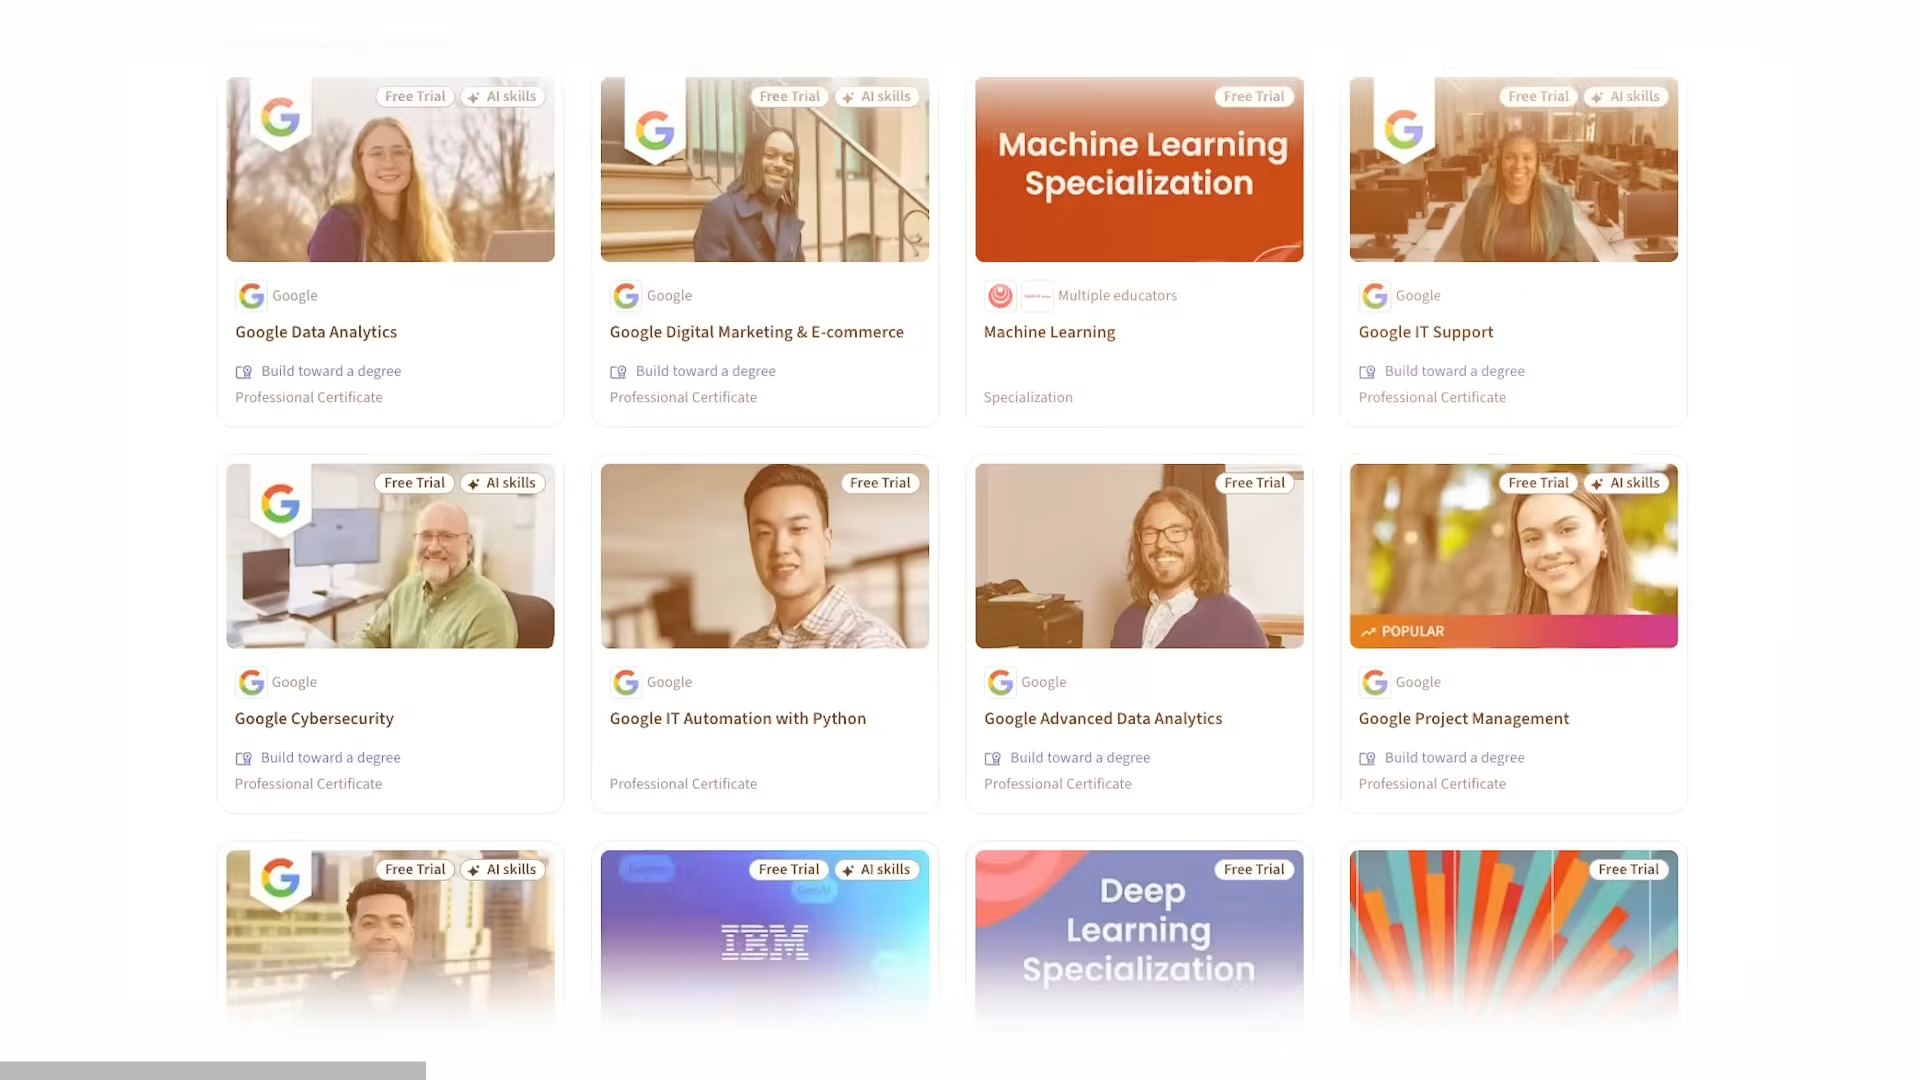 Free Trial
AI skills
Free Trial
AI skills
Free Trial
Free Trial
AI skills
Machine Learning
Specialization
Google
Google
Multiple educators
Google
Google Data Analytics
Google Digital Marketing & E-commerce
Machine Learning
Google IT Support
Build toward a degree
Build toward a degree
Build toward a degree
Professional Certificate
Professional Certificate
Specialization
Professional Certificate
Free Trial
AI skills
Free Trial
Free Trial
Free Trial
AI skills
POPULAR
Google
Google
Google
Google
Google Cybersecurity
Google IT Automation with Python
Google Advanced Data Analytics
Google Project Management
Build toward a degree
Build toward a degree
Build toward a degree
Professional Certificate
Professional Certificate
Professional Certificate
Professional Certificate
Free Trial
AI skills
Free Trial
AI skills
Free Trial
Free Trial
IBM
Deep
Learning
Specialization